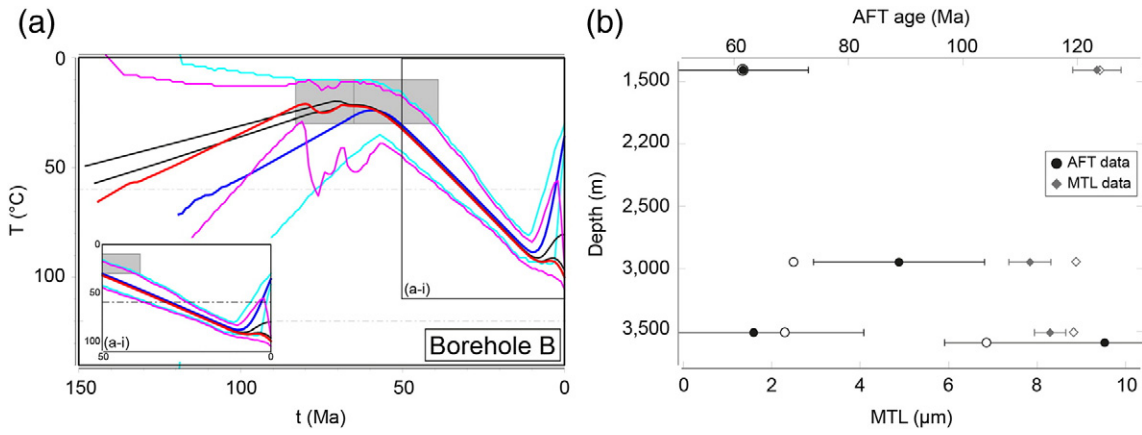 (a)
0
50
100
T (°C)
150
100
50
0
t (Ma)
(a-i)
Borehole B
0
50
100
(a-i)
50
0
(b)
AFT age (Ma)
60
80
100
120
1,500
2,200
2,500
3,000
3,500
Depth (m)
AFT data
MTL data
0
2
4
6
8
10
MTL (μm)